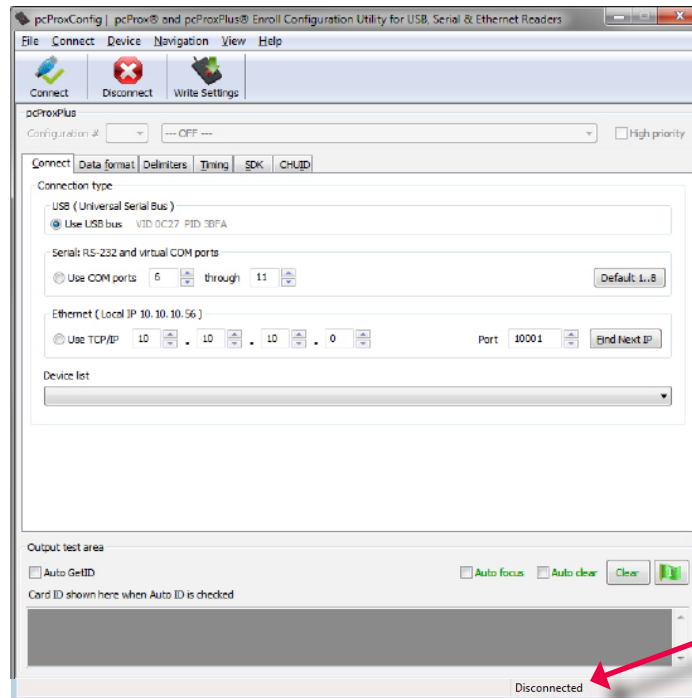 pcProxConfig | pcProx® and pcProxPlus® Enroll Configuration Utility for USB, Serial & Ethernet Readers
File Connect Device Navigation View Help
Connect Disconnect Write Settings
pcProxPlus
Configuration # --- OFF --- High priority
Connect Data format Delimiters Timing SDK CHUID
Connection type
USB ( Universal Serial Bus )
Use USB bus VID 0C27 PID 3BFA
Serial: RS-232 and virtual COM ports
Use COM ports 6 through 11 Default 1..8
Ethernet ( Local IP 10.10.10.56 )
Use TCP/IP 10 . 10 . 10 . 0 Port 10001 Find Next IP
Device list
Output test area
Auto GetID Auto focus Auto clear Clear
Card ID shown here when Auto ID is checked
Disconnected